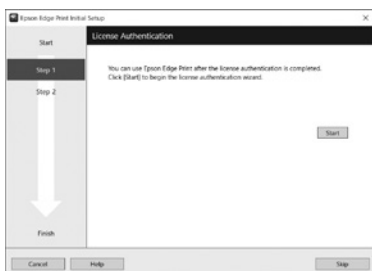 Epson Edge Print Initial Setup
Start
License Authentication
Step 1
You can use Epson Edge Print after the license authentication is completed.
Click [Start] to begin the license authentication wizard.
Step 2
Start
Finish
Cancel
Help
Skip